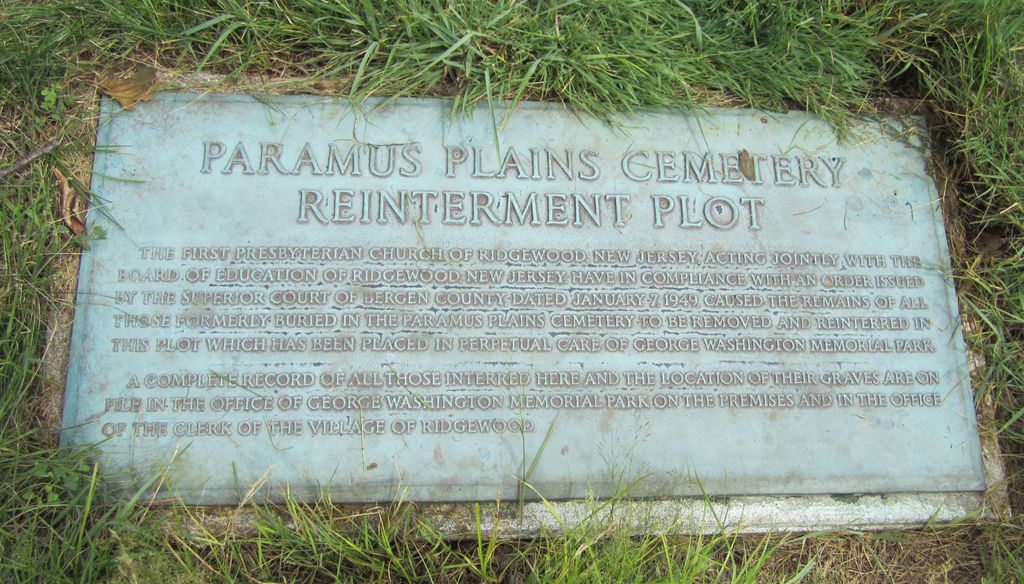 PARAMUS PLAINS CEMETERY
REINTERMENT PLOT
THE FIRST PRESBYTERIAN CHURCH OF RIDGEWOOD, NEW JERSEY, ACTING JOINTLY WITH THE
BOARD OF EDUCATION OF RIDGEWOOD, NEW JERSEY, HAVE IN COMPLIANCE WITH AN ORDER ISSUED
BY THE SUPERIOR COURT OF BERGEN COUNTY, DATED JANUARY 7, 1949, CAUSED THE REMAINS OF ALL
THOSE FORMERLY BURIED IN THE PARAMUS PLAINS CEMETERY TO BE REMOVED AND REINTERRED IN
THIS PLOT WHICH HAS BEEN PLACED IN PERPETUAL CARE OF GEORGE WASHINGTON MEMORIAL PARK.
A COMPLETE RECORD OF ALL THOSE INTERRED HERE AND THE LOCATION OF THEIR GRAVES ARE ON
FILE IN THE OFFICE OF GEORGE WASHINGTON MEMORIAL PARK ON THE PREMISES AND IN THE OFFICE
OF THE CLERK OF THE VILLAGE OF RIDGEWOOD.